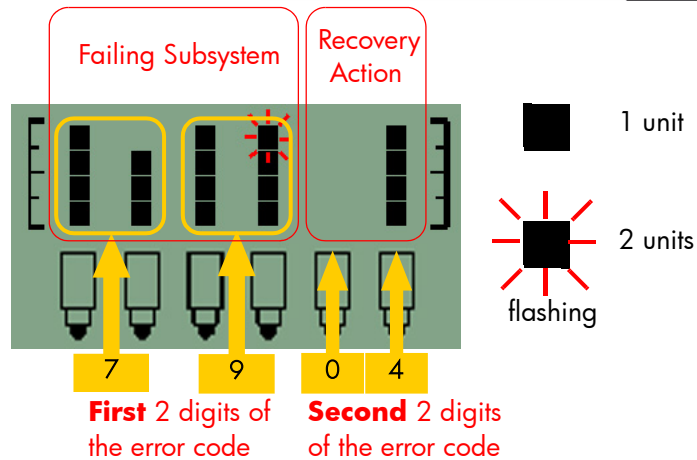 Failing Subsystem
Recovery
Action
1 unit
2 units
flashing
7
9
0
4
First 2 digits of
the error code
Second 2 digits
of the error code